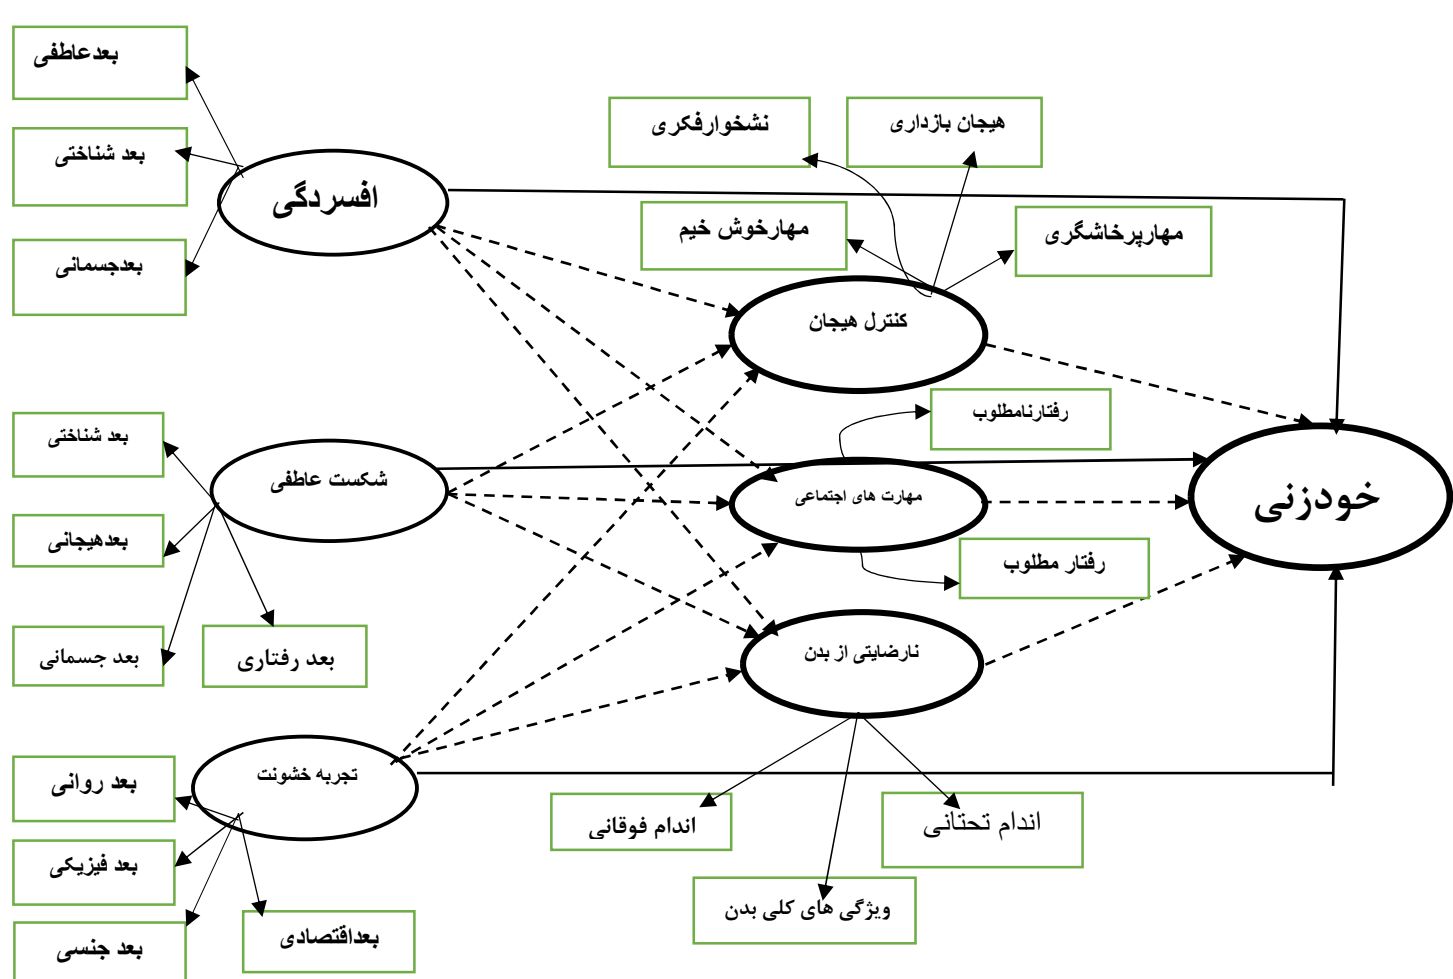 بعدعاطفی
بعد شناختی
بعدجسمانی
افسردگی
نشخوارفکری
هیجان بازداری
مهارخوش خیم
مهارپرخاشگری
کنترل هیجان
رفتارنامطلوب
بعد شناختی
بعدهیجانی
بعد جسمانی
بعد رفتاری
شکست عاطفی
مهارت های اجتماعی
رفتار مطلوب
خودزنی
نارضایتی از بدن
بعد روانی
بعد فیزیکی
بعد جنسی
بعداقتصادی
تجربه خشونت
اندام فوقانی
اندام تحتانی
ویژگی های کلی بدن